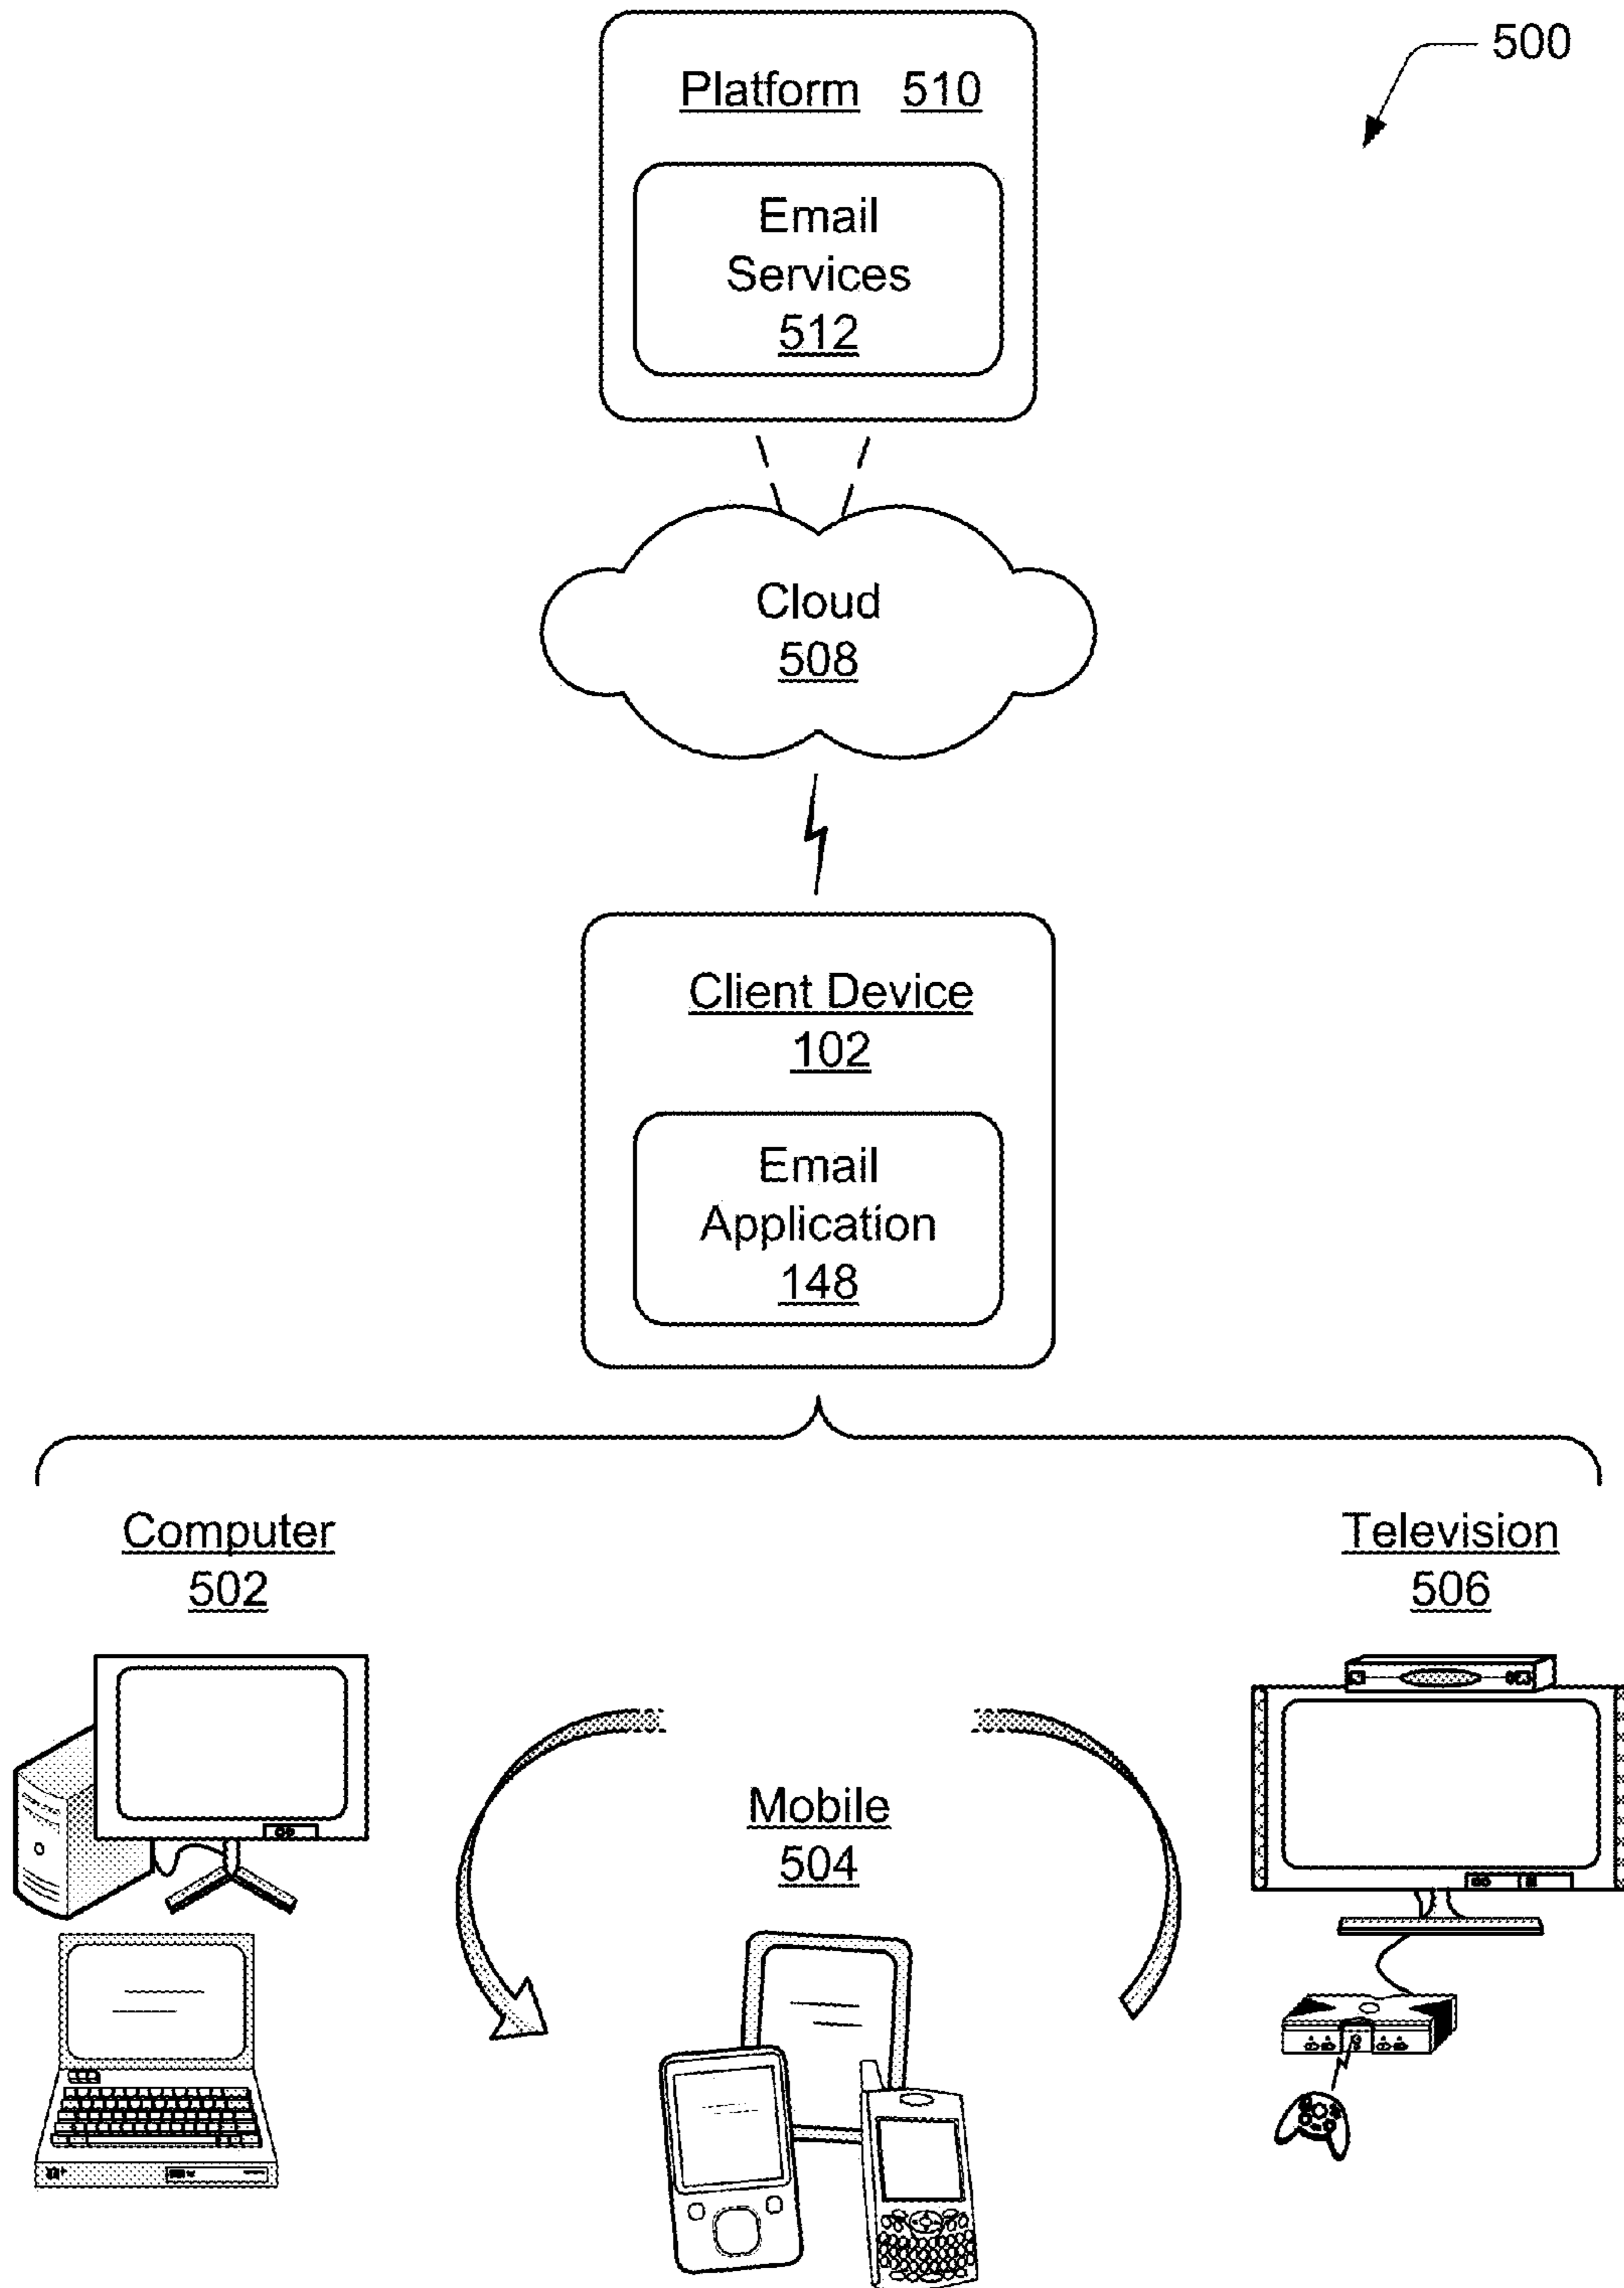 500
Platform 510
Email
Services
512
Cloud
508
Client Device
102
Email
Application
148
Computer
502
Television
506
Mobile
504